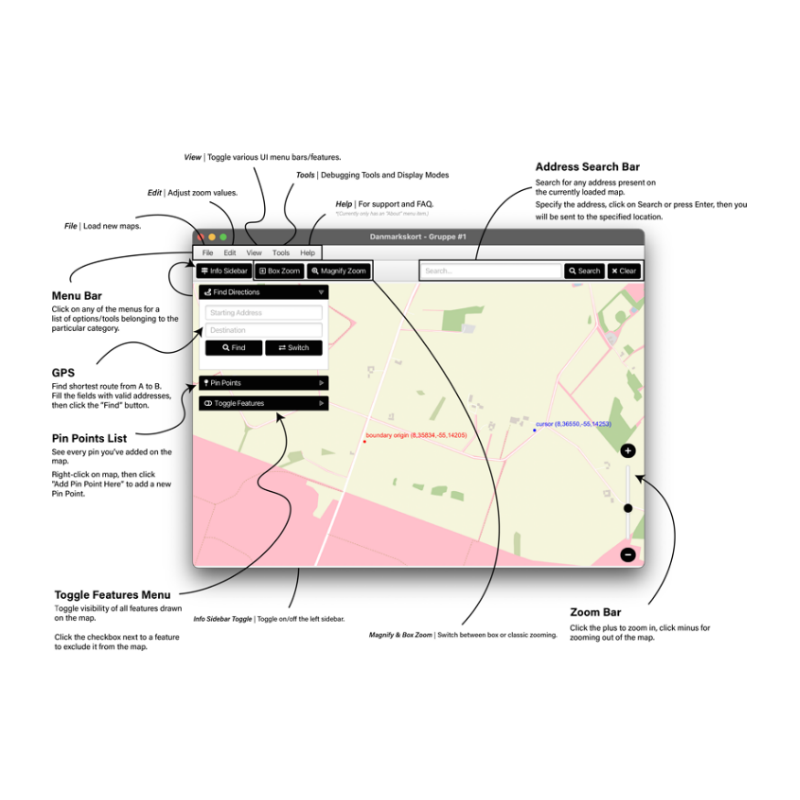 View | Toggle various UI menu bars/features.
Tools | Debugging Tools and Display Modes
Edit | Adjust zoom values.
Help | For support and FAQ.
*(Currently only has an "About" menu item.)
File | Load new maps.
Address Search Bar
Search for any address present on
the currently loaded map.
Specify the address, click on Search or press Enter, then you
will be sent to the specified location.
Danmarkskort - Gruppe #1
File Edit View Tools Help
Info Sidebar Box Zoom Magnify Zoom Search... Search Clear
Find Directions
Starting Address
Destination
Find Switch
Pin Points
Toggle Features
boundary origin (8,35834,-55,14205)
cursor (8,36550,-55,14253)
Menu Bar
Click on any of the menus for a
list of options/tools belonging to the
particular category.
GPS
Find shortest route from A to B.
Fill the fields with valid addresses,
then click the "Find" button.
Pin Points List
See every pin you've added on the
map.
Right-click on map, then click
"Add Pin Point Here" to add a new
Pin Point.
Toggle Features Menu
Toggle visibility of all features drawn
on the map.
Click the checkbox next to a feature
to exclude it from the map.
Info Sidebar Toggle | Toggle on/off the left sidebar.
Magnify & Box Zoom | Switch between box or classic zooming.
Zoom Bar
Click the plus to zoom in, click minus for
zooming out of the map.